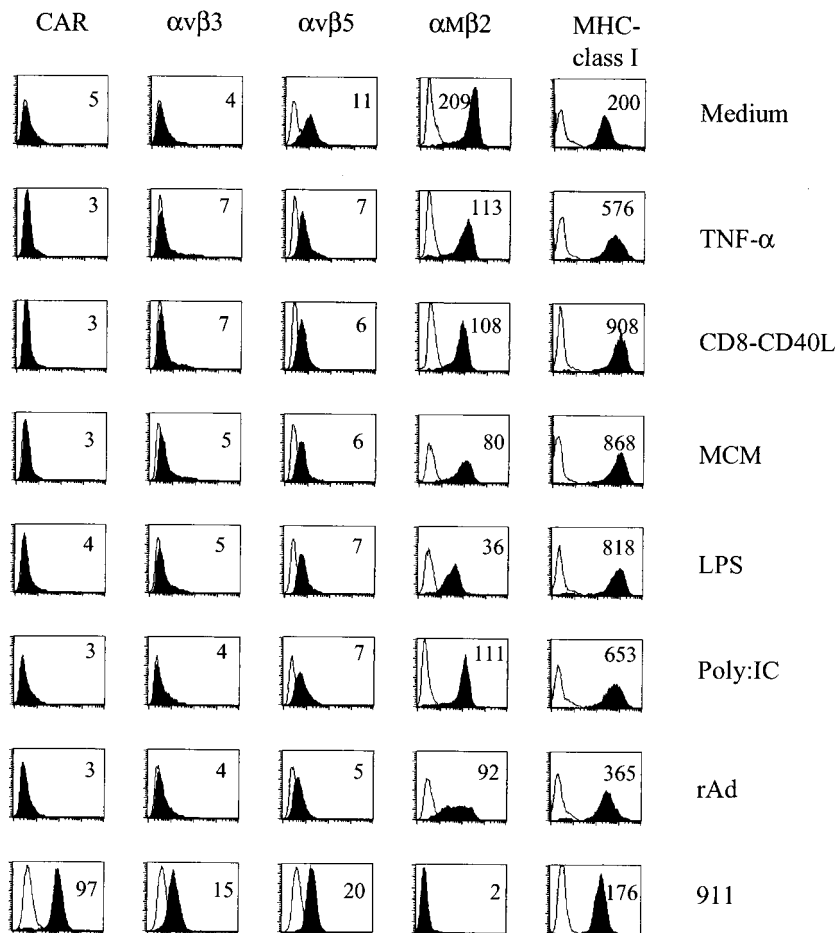 CAR αvβ3 αvβ5 αMβ2 MHC-
class I
5 4 11 209 200 Medium
3 7 7 113 576 TNF-α
3 7 6 108 908 CD8-CD40L
3 5 6 80 868 MCM
4 5 7 36 818 LPS
3 4 7 111 653 Poly:IC
3 4 5 92 365 rAd
97 15 20 2 176 911